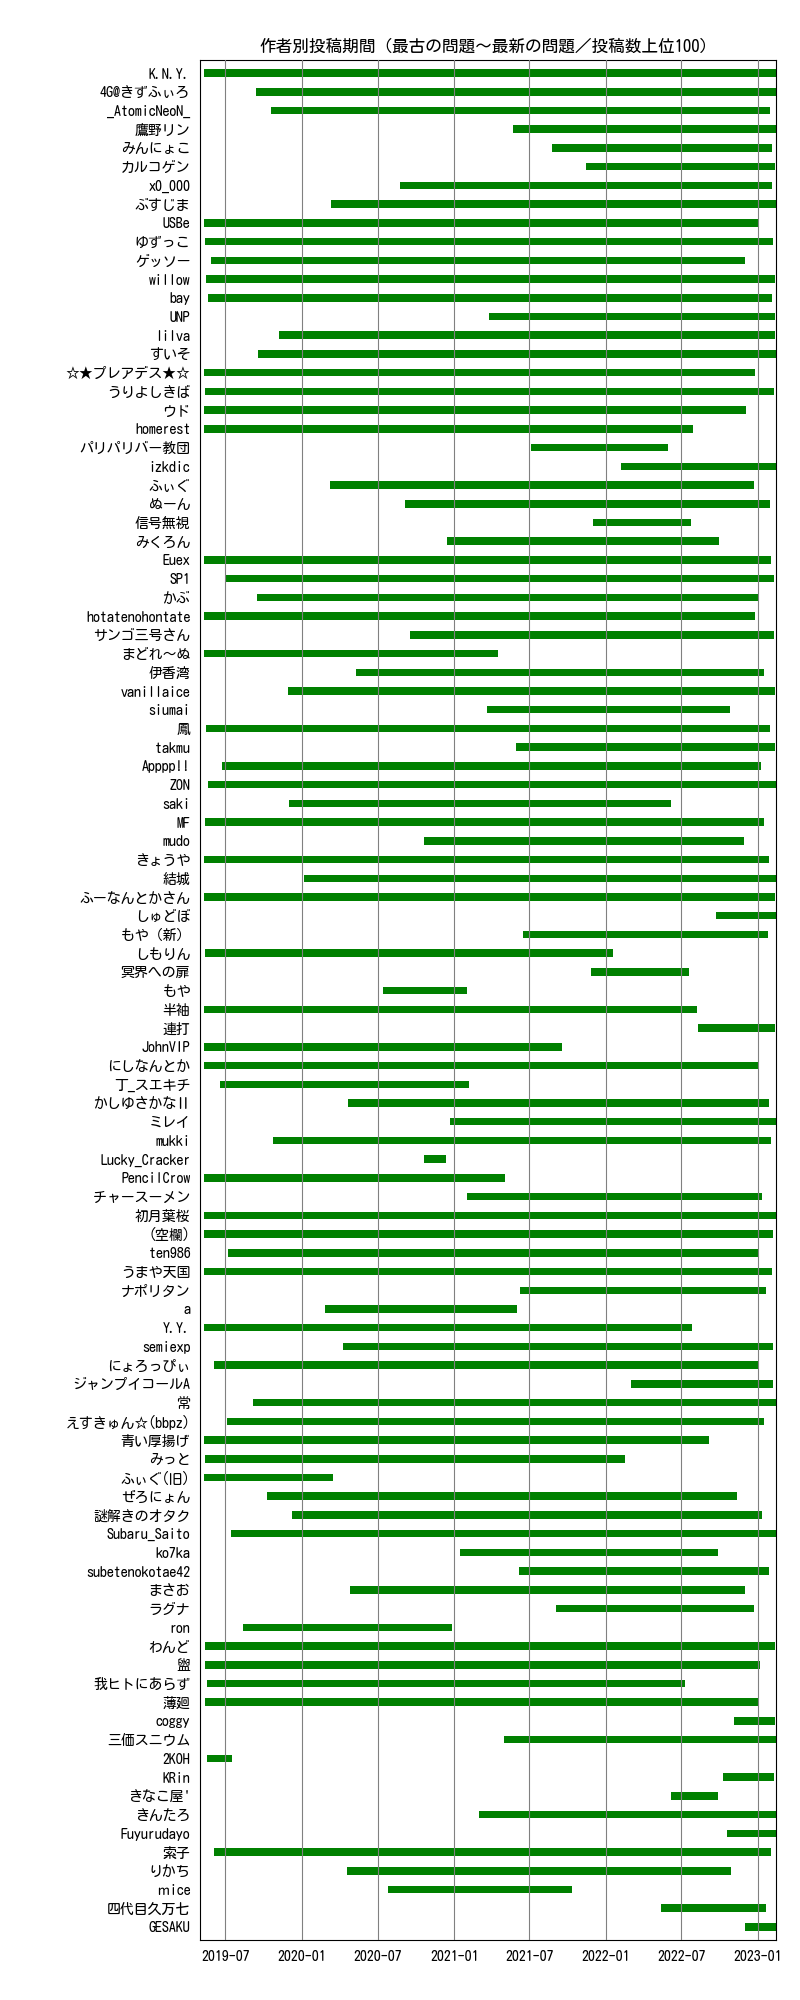 作者別投稿期間（最古の問題～最新の問題／投稿数上位100）
K.N.Y.
4G@きずふぃろ
_AtomicNeoN_
鷹野リン
みんにょこ
カルコゲン
x0_000
ぶすじま
USBe
ゆずっこ
ゲッソー
willow
bay
UNP
lilva
すいそ
☆★プレアデス★☆
うりよしきば
ウド
homerest
パリパリバー教団
izkdic
ふぃぐ
ぬーん
信号無視
みくろん
Euex
SP1
かぶ
hotatenohontate
サンゴ三号さん
まどれ～ぬ
伊香湾
vanillaice
siumai
鳳
takmu
Appppl!
ZON
saki
MF
mudo
きょうや
結城
ふーなんとかさん
しゅどぼ
もや（新）
しもりん
冥界への扉
もや
半袖
連打
JohnVIP
にしなんとか
丁_スエキチ
かしゆさかなⅡ
ミレイ
mukki
Lucky_Cracker
PencilCrow
チャースーメン
初月葉桜
(空欄)
ten986
うまや天国
ナポリタン
a
Y.Y.
semiexp
にょろっぴぃ
ジャンプイコールA
常
えすきゅん☆(bbpz)
青い厚揚げ
みっと
ふぃぐ(旧)
ぜろにょん
謎解きのオタク
Subaru_Saito
ko7ka
subetenokotae42
まさお
ラグナ
ron
わんど
盥
我ヒトにあらず
薄廻
coggy
三価スニウム
2KOH
KRin
きなこ屋'
きんたろ
Fuyurudayo
索子
りかち
mice
四代目久万七
GESAKU
2019-07 2020-01 2020-07 2021-01 2021-07 2022-01 2022-07 2023-01